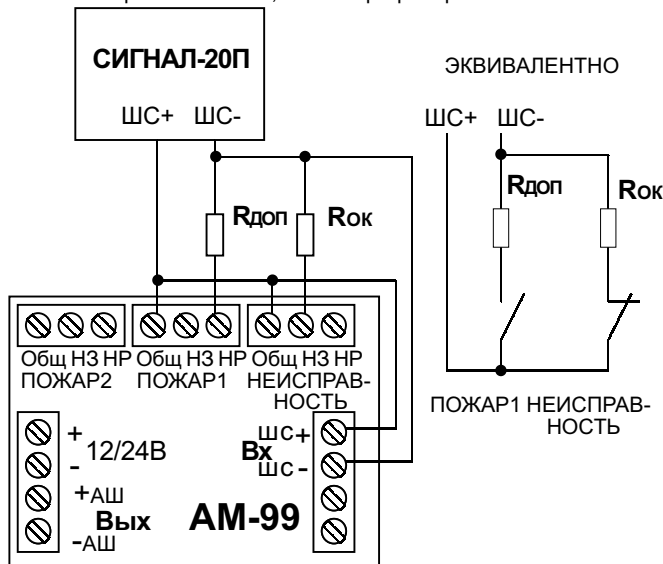 СИГНАЛ-20П
ШС+ ШС-
Rдоп Rок
Общ НЗ НР Общ НЗ НР Общ НЗ НР
ПОЖАР2 ПОЖАР1 НЕИСПРАВ-
НОСТЬ
+ 12/24В
-
+АШ
Вых
-АШ
Вх
ШС+
ШС-
АМ-99
ЭКВИВАЛЕНТНО
ШС+ ШС-
Rдоп Rок
ПОЖАР1 НЕИСПРАВ-
НОСТЬ